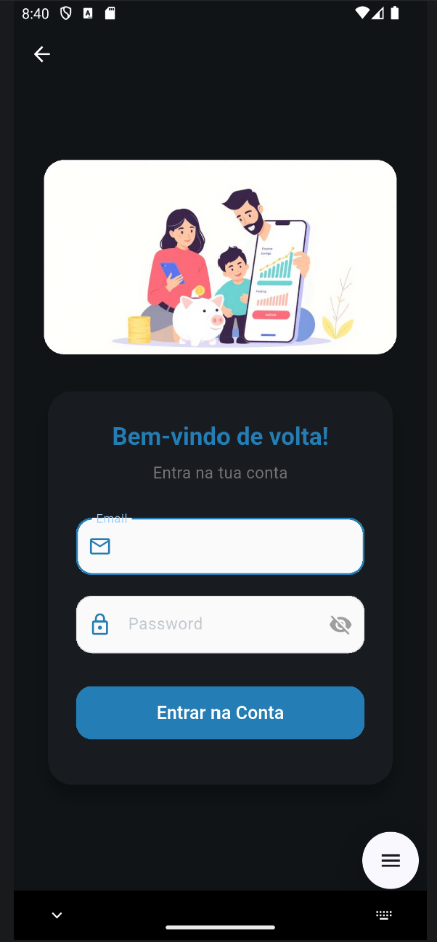 8:40
Bem-vindo de volta!
Entra na tua conta
Email
Password
Entrar na Conta